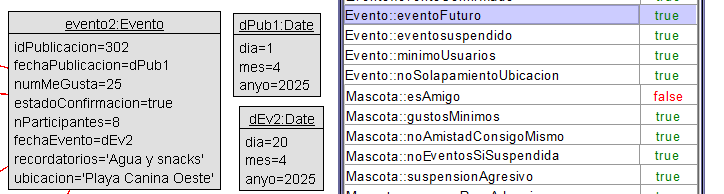 evento2:Evento
idPublicacion=302
fechaPublicacion=dPub1
numMeGusta=25
estadoConfirmacion=true
nParticipantes=8
fechaEvento=dEv2
recordatorios='Agua y snacks'
ubicacion='Playa Canina Oeste'
dPub1:Date
dia=1
mes=4
anyo=2025
dEv2:Date
dia=20
mes=4
anyo=2025
Evento::eventoFuturo true
Evento::eventosuspendido true
Evento::minimoUsuarios true
Evento::noSolapamientoUbicacion true
Mascota::esAmigo false
Mascota::gustosMinimos true
Mascota::noAmistadConsigoMismo true
Mascota::noEventosSiSuspendida true
Mascota::suspensionAgresivo true